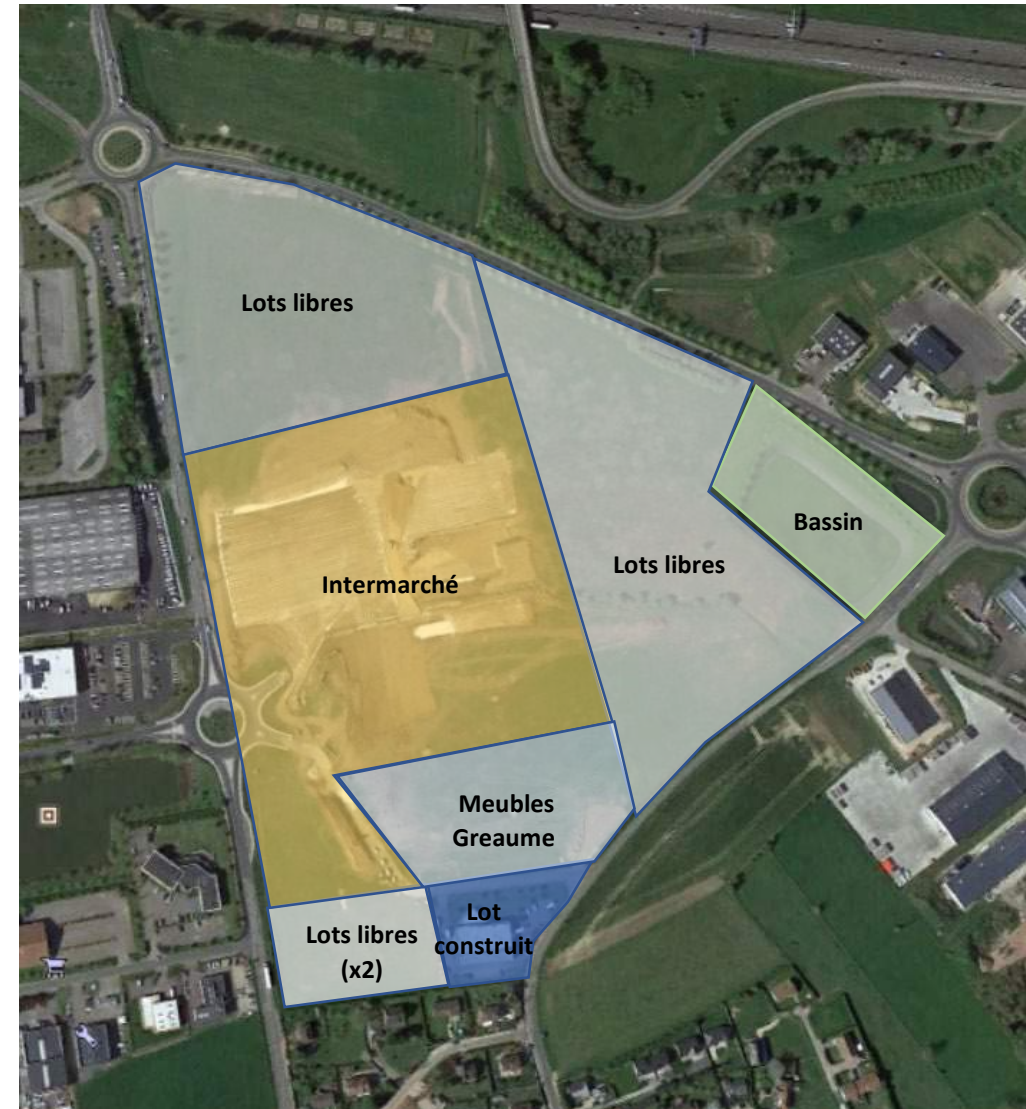 Lots libres
Bassin
Lots libres
Intermarché
Meubles
Greaume
Lot
construit
Lots libres
(x2)